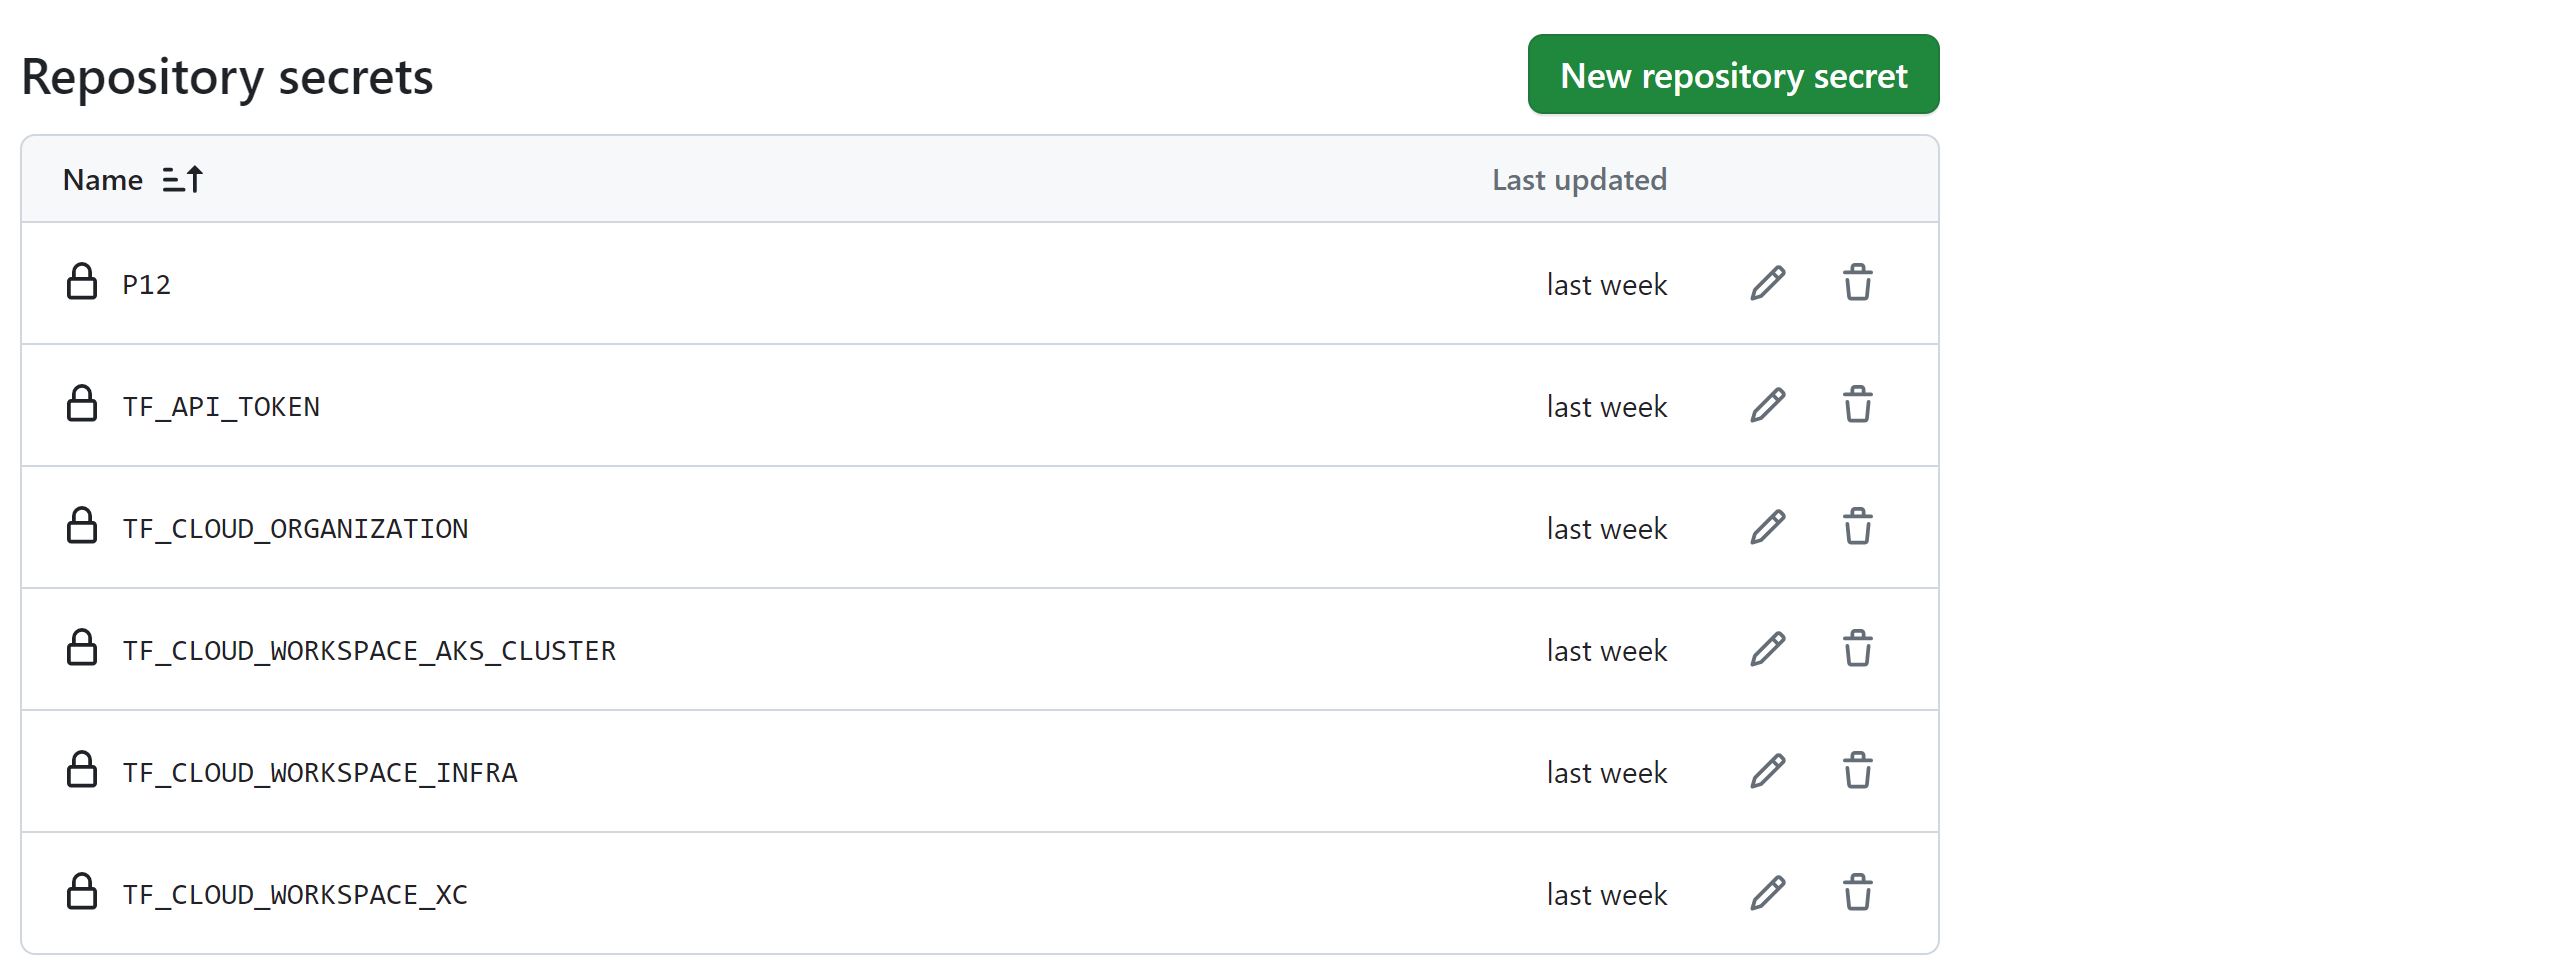 Repository secrets
New repository secret
Name
Last updated
P12
last week
TF_API_TOKEN
last week
TF_CLOUD_ORGANIZATION
last week
TF_CLOUD_WORKSPACE_AKS_CLUSTER
last week
TF_CLOUD_WORKSPACE_INFRA
last week
TF_CLOUD_WORKSPACE_XC
last week